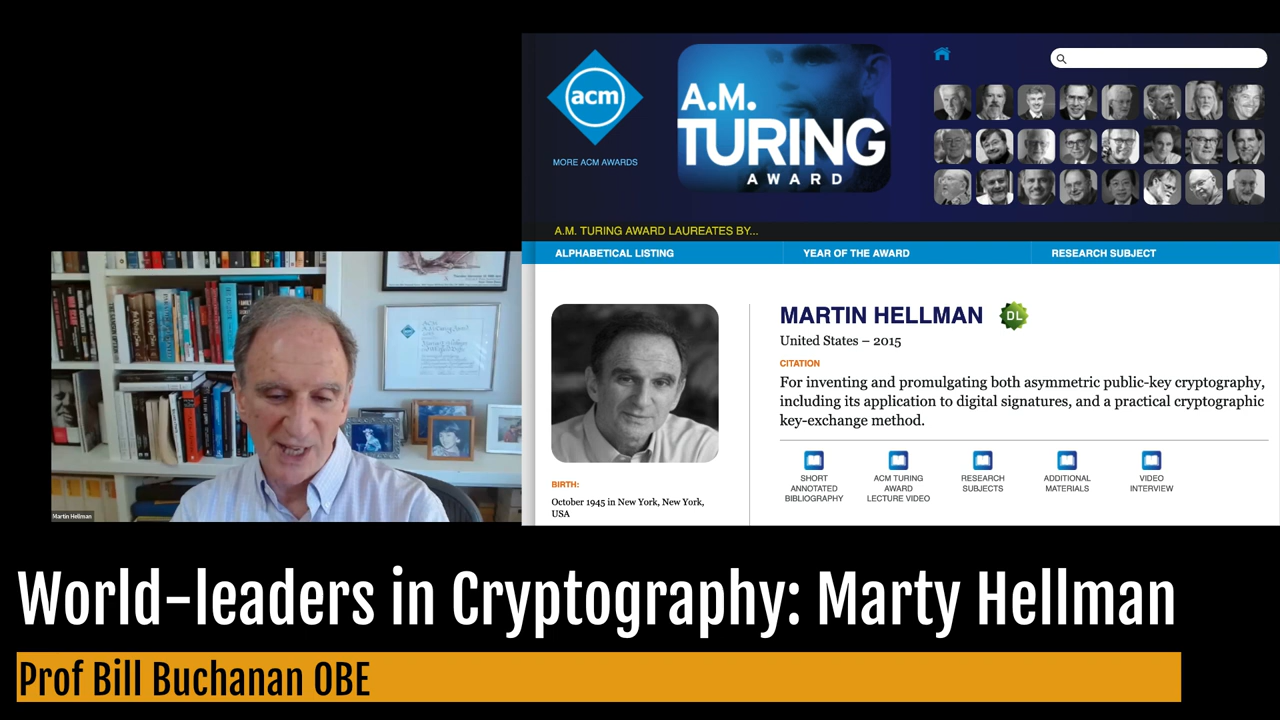 acm
MORE ACM AWARDS
A.M.
TURING
AWARD
A.M. TURING AWARD LAUREATES BY...
ALPHABETICAL LISTING
YEAR OF THE AWARD
RESEARCH SUBJECT
MARTIN HELLMAN
DL
United States – 2015
CITATION
For inventing and promulgating both asymmetric public-key cryptography,
including its application to digital signatures, and a practical cryptographic
key-exchange method.
SHORT
ANNOTATED
BIBLIOGRAPHY
ACM TURING
AWARD
LECTURE VIDEO
RESEARCH
SUBJECTS
ADDITIONAL
MATERIALS
VIDEO
INTERVIEW
BIRTH:
October 1945 in New York, New York,
USA
Martin Hellman
World-leaders in Cryptography: Marty Hellman
Prof Bill Buchanan OBE